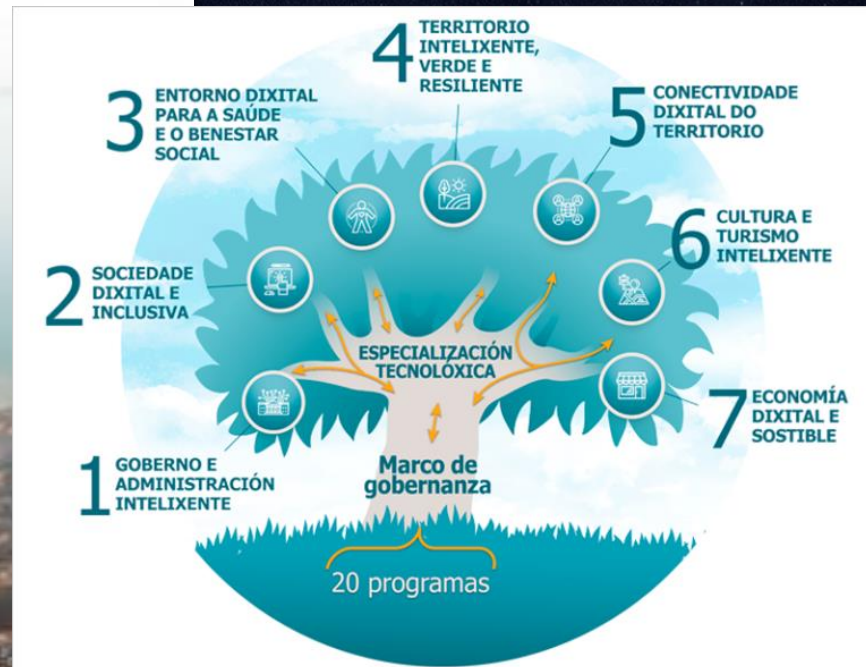 1
GOBERNO E
ADMINISTRACIÓN
INTELIXENTE
2
SOCIEDADE
DIXITAL E
INCLUSIVA
3
ENTORNO DIXITAL
PARA A SAÚDE
E O BENESTAR
SOCIAL
4
TERRITORIO
INTELIXENTE,
VERDE E
RESILIENTE
5
CONECTIVIDADE
DIXITAL DO
TERRITORIO
6
CULTURA E
TURISMO
INTELIXENTE
7
ECONOMÍA
DIXITAL E
SOSTIBLE
ESPECIALIZACIÓN
TECNOLÓXICA
Marco de
gobernanza
20 programas